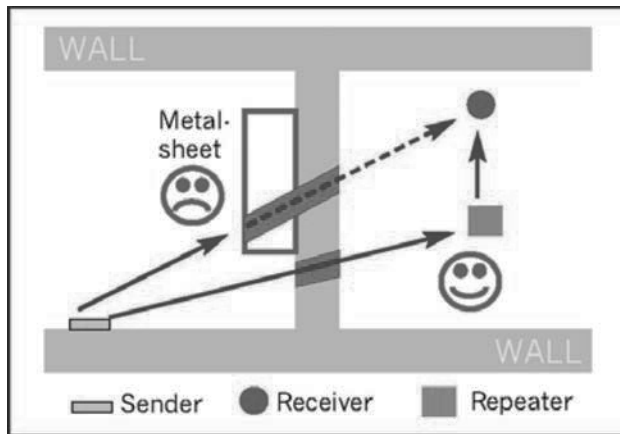 WALL
Metal-
sheet
WALL
Sender
Receiver
Repeater